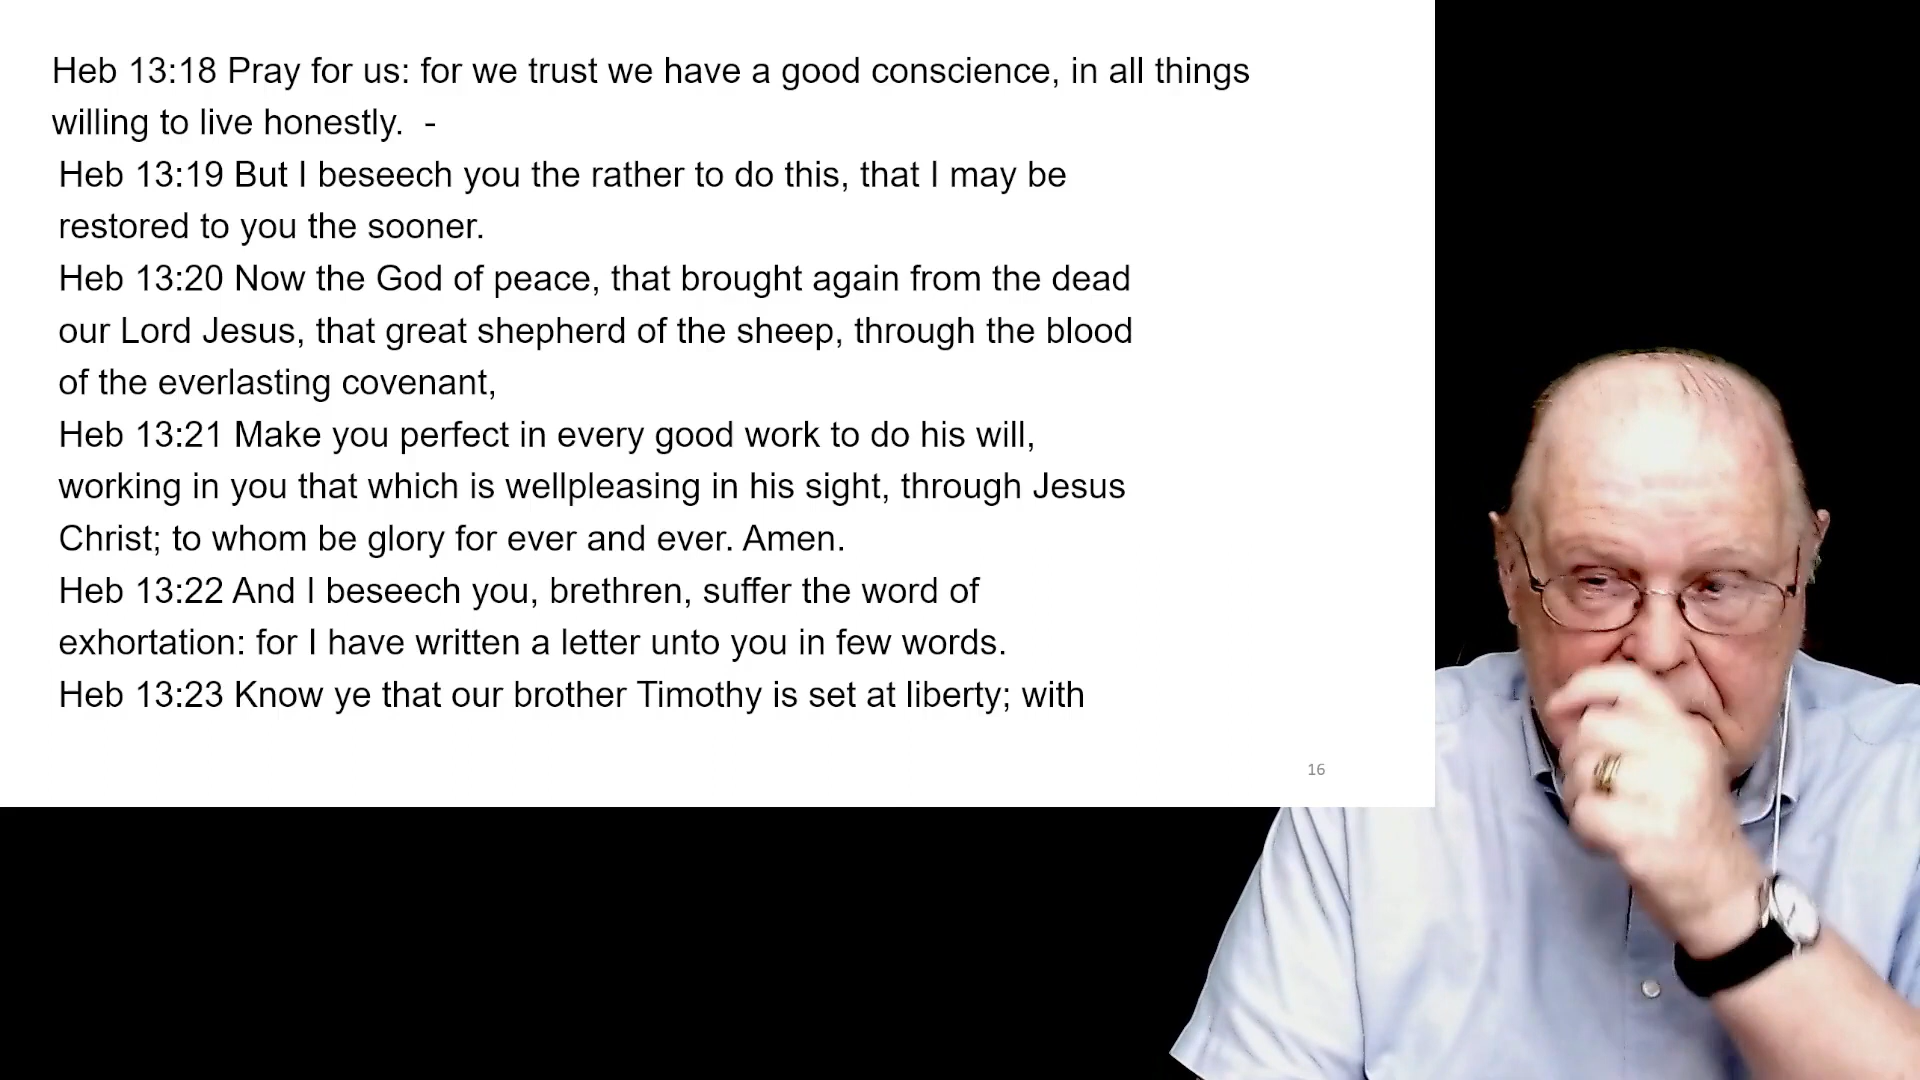 Heb 13:18 Pray for us: for we trust we have a good conscience, in all things
willing to live honestly.  -
Heb 13:19 But I beseech you the rather to do this, that I may be
restored to you the sooner.
Heb 13:20 Now the God of peace, that brought again from the dead
our Lord Jesus, that great shepherd of the sheep, through the blood
of the everlasting covenant,
Heb 13:21 Make you perfect in every good work to do his will,
working in you that which is wellpleasing in his sight, through Jesus
Christ; to whom be glory for ever and ever. Amen.
Heb 13:22 And I beseech you, brethren, suffer the word of
exhortation: for I have written a letter unto you in few words.
Heb 13:23 Know ye that our brother Timothy is set at liberty; with
16